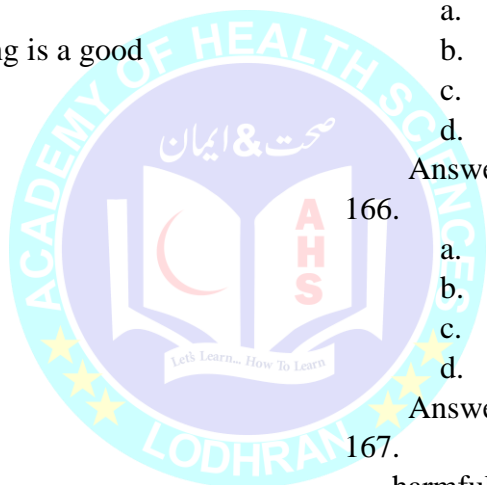 a.
ng is a good
b.
c.
d.
Answe
166.
a.
b.
c.
d.
Answe
167.
harmful
ACADEMY OF HEALTH SCIENCES
صحت & ایمان
AHS
Let's Learn... How To Learn
LODHRAN